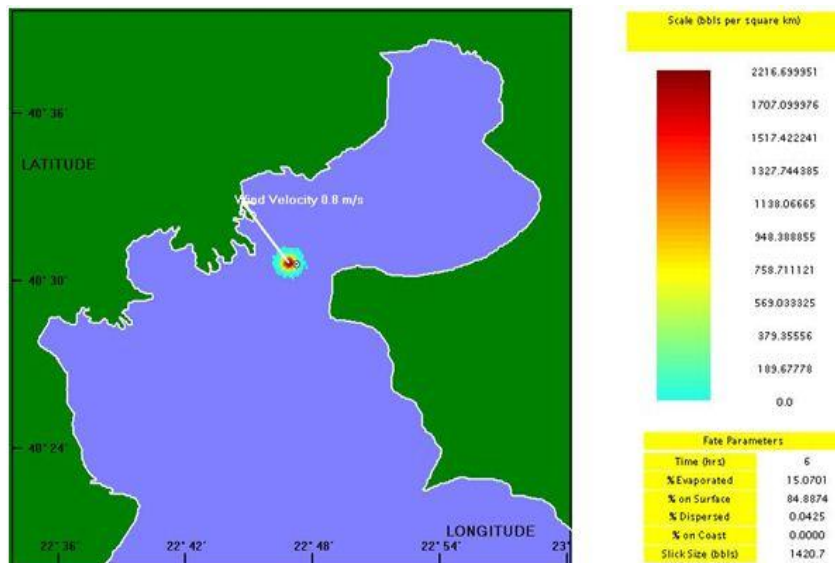 Scale (bbls per square km)
2216.699951
1707.099976
1517.422241
1327.744385
1138.06665
948.388855
758.711121
569.033325
379.35556
189.67778
0.0
40° 36'
LATITUDE
Wind Velocity 0.8 m/s
40° 30'
40° 24'
LONGITUDE
22° 36' 22° 42' 22° 48' 22° 54' 23°
Fate Parameters
Time (hrs) 6
% Evaporated 15.0701
% on Surface 84.8874
% Dispersed 0.0425
% on Coast 0.0000
Slick Size (bbls) 1420.7